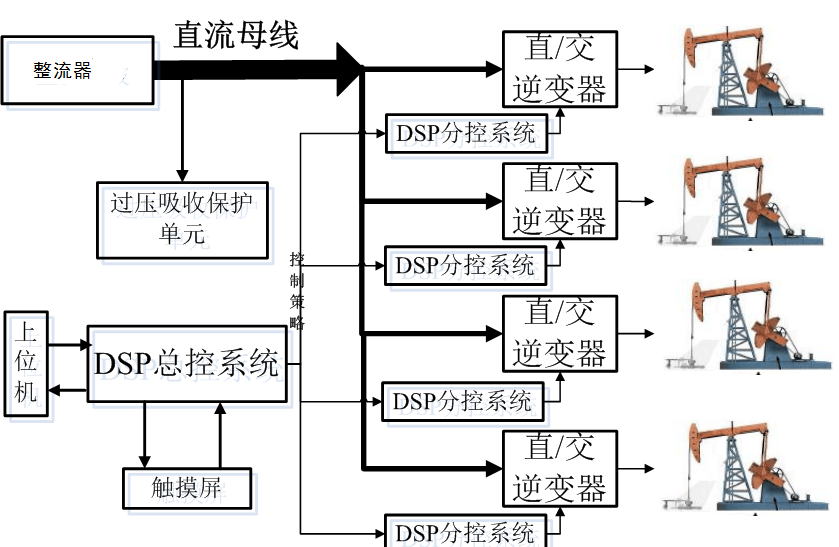 直流母线
整流器
直/交
逆变器
DSP分控系统
过压吸收保护
单元
直/交
逆变器
DSP分控系统
控
制
策
略
直/交
逆变器
上
位
机
DSP总控系统
DSP分控系统
直/交
逆变器
触摸屏
DSP分控系统